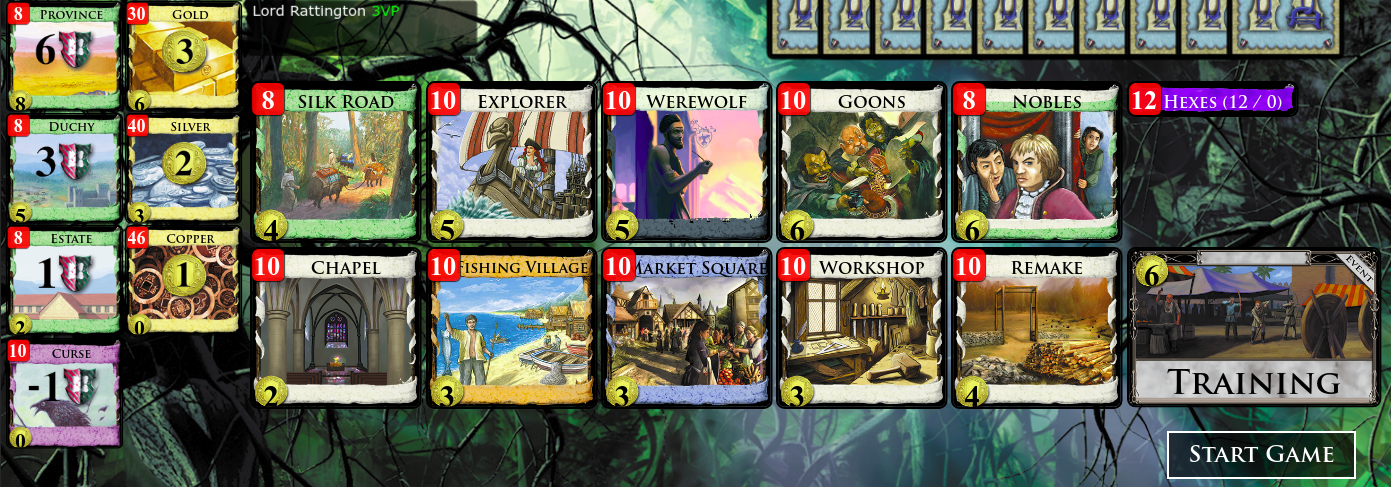 Lord Rattington 3VP
8 PROVINCE
6
8
30 GOLD
3
6
8 DUCHY
3
5
40 SILVER
2
3
8 ESTATE
1
2
46 COPPER
1
0
10 CURSE
-1
0
8 SILK ROAD
4
10 EXPLORER
5
10 WEREWOLF
5
10 GOONS
6
8 NOBLES
6
12 HEXES (12 / 0)
10 CHAPEL
2
10 FISHING VILLAGE
3
10 MARKET SQUARE
3
10 WORKSHOP
3
10 REMAKE
4
6
EVENT
TRAINING
START GAME